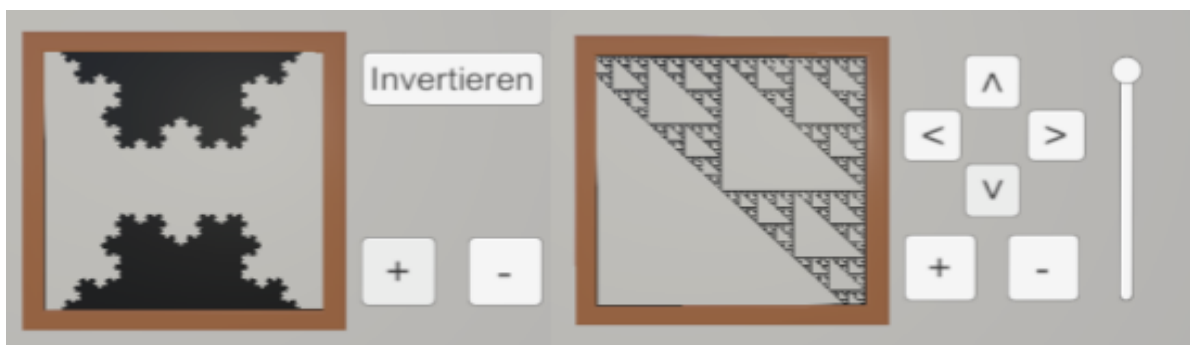 Invertieren
+ -
ʌ
< >
v
+ -